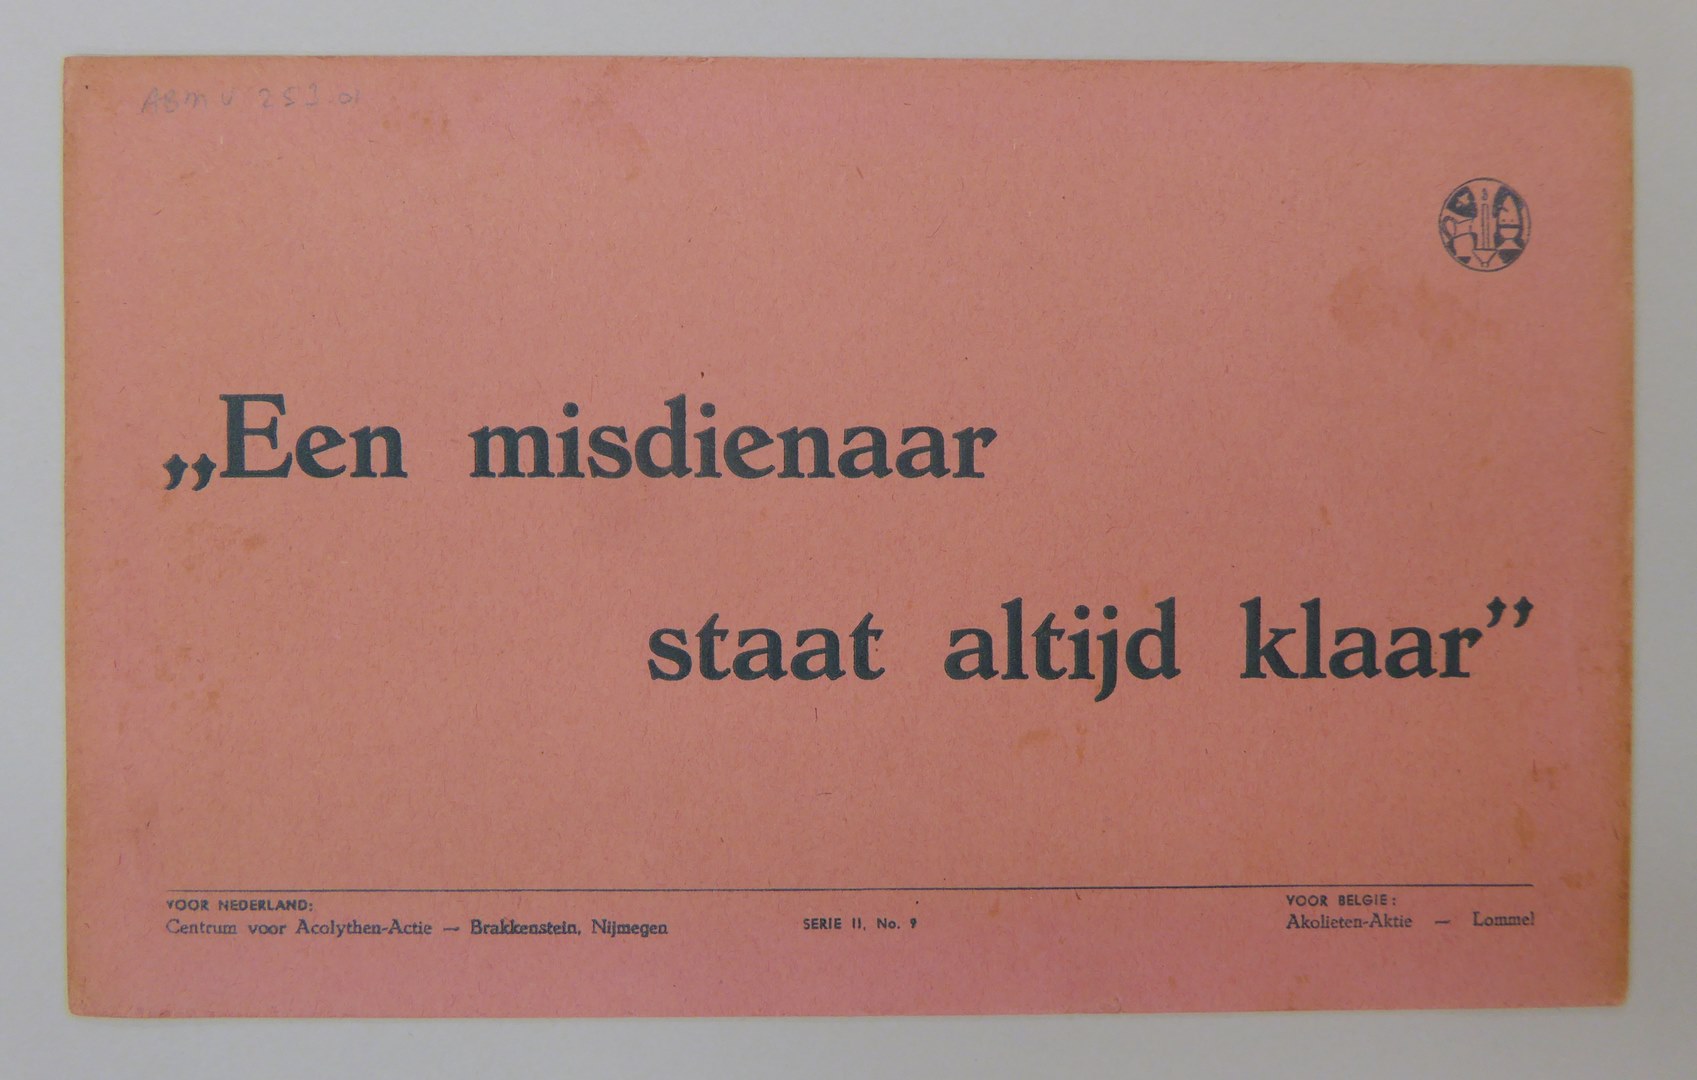 ABM V 253.01
„Een misdienaar
staat altijd klaar”
VOOR NEDERLAND:
Centrum voor Acolythen-Actie — Brakkenstein, Nijmegen
SERIE II, No. 9
VOOR BELGIE:
Akolieten-Aktie — Lommel